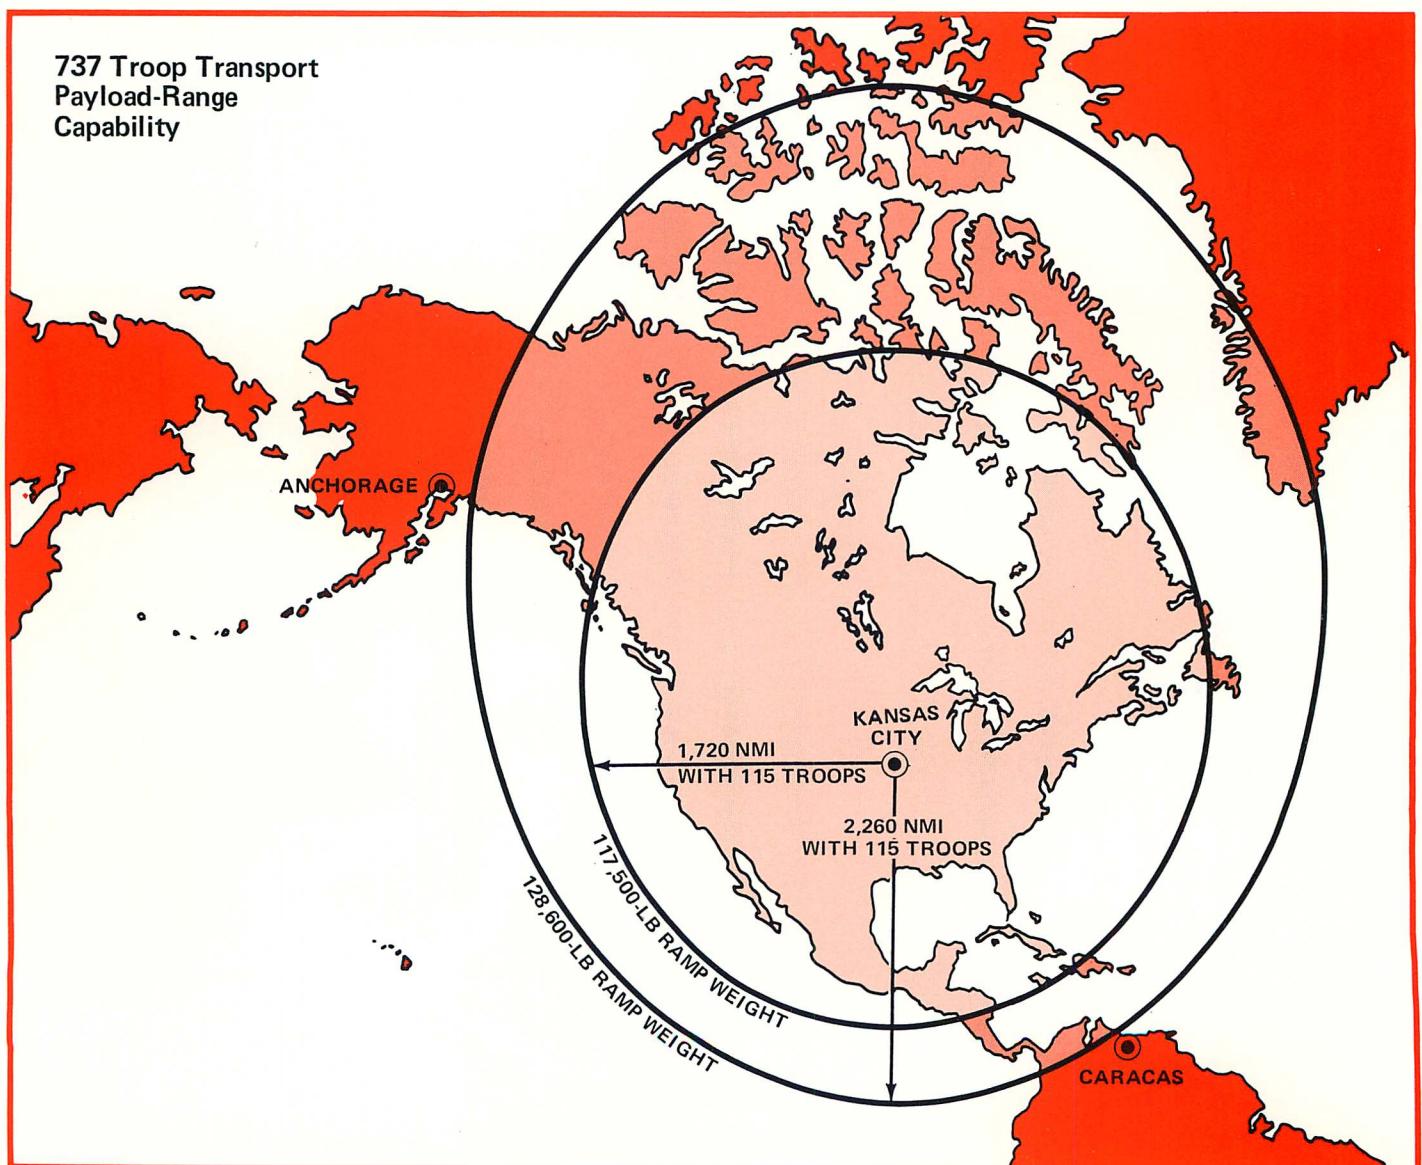 737 Troop Transport
Payload-Range
Capability
ANCHORAGE
KANSAS
CITY
1,720 NMI
WITH 115 TROOPS
2,260 NMI
WITH 115 TROOPS
117,500-LB RAMP WEIGHT
128,600-LB RAMP WEIGHT
CARACAS